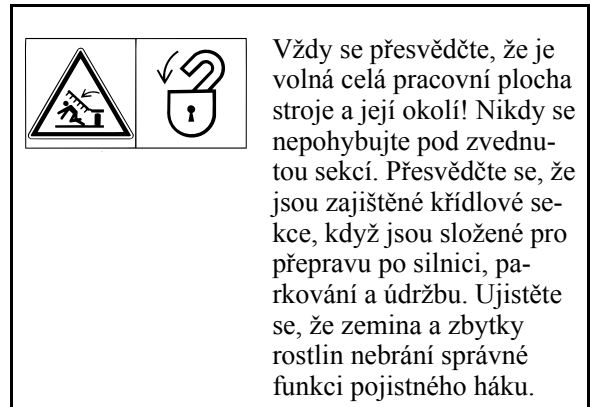 Vždy se přesvědčte, že je
volná celá pracovní plocha
stroje a její okolí! Nikdy se
nepohybujte pod zvednu-
tou sekcí. Přesvědčte se, že
jsou zajištěné křídlové se-
kce, když jsou složené pro
přepravu po silnici, pa-
rkování a údržbu. Ujistěte
se, že zemina a zbytky
rostlin nebrání správné
funkci pojistného háku.